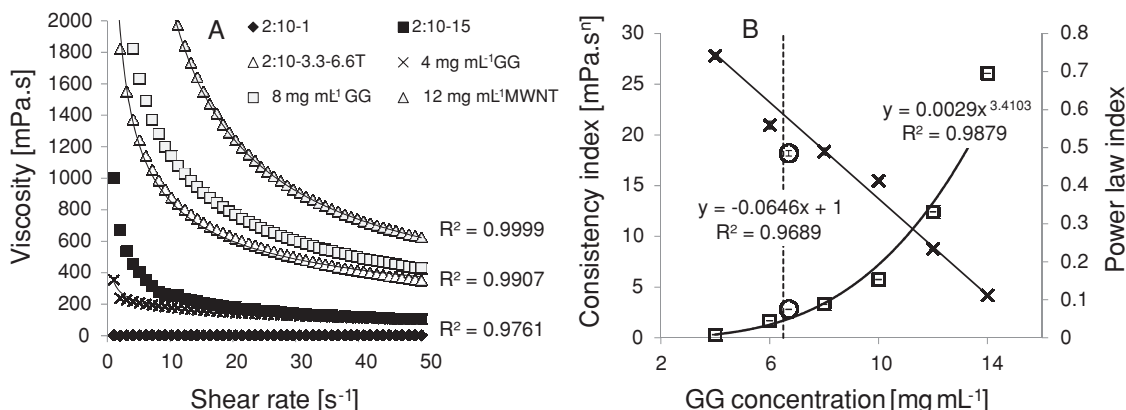 A
◆2:10-1
■2:10-15
△2:10-3.3-6.6T
×4 mg mL⁻¹GG
□8 mg mL⁻¹ GG
△12 mg mL⁻¹MWNT
Viscosity [mPa.s]
2000
1800
1600
1400
1200
1000
800
600
400
200
0
R² = 0.9999
R² = 0.9907
R² = 0.9761
0 10 20 30 40 50
Shear rate [s⁻¹]
B
Consistency index [mPa.sⁿ]
30
25
20
15
10
5
0
y = 0.0029x³·⁴¹⁰³
R² = 0.9879
y = -0.0646x + 1
R² = 0.9689
0.8
0.7
0.6
0.5
0.4
0.3
0.2
0.1
0
Power law index
2 6 10 14
GG concentration [mg mL⁻¹]